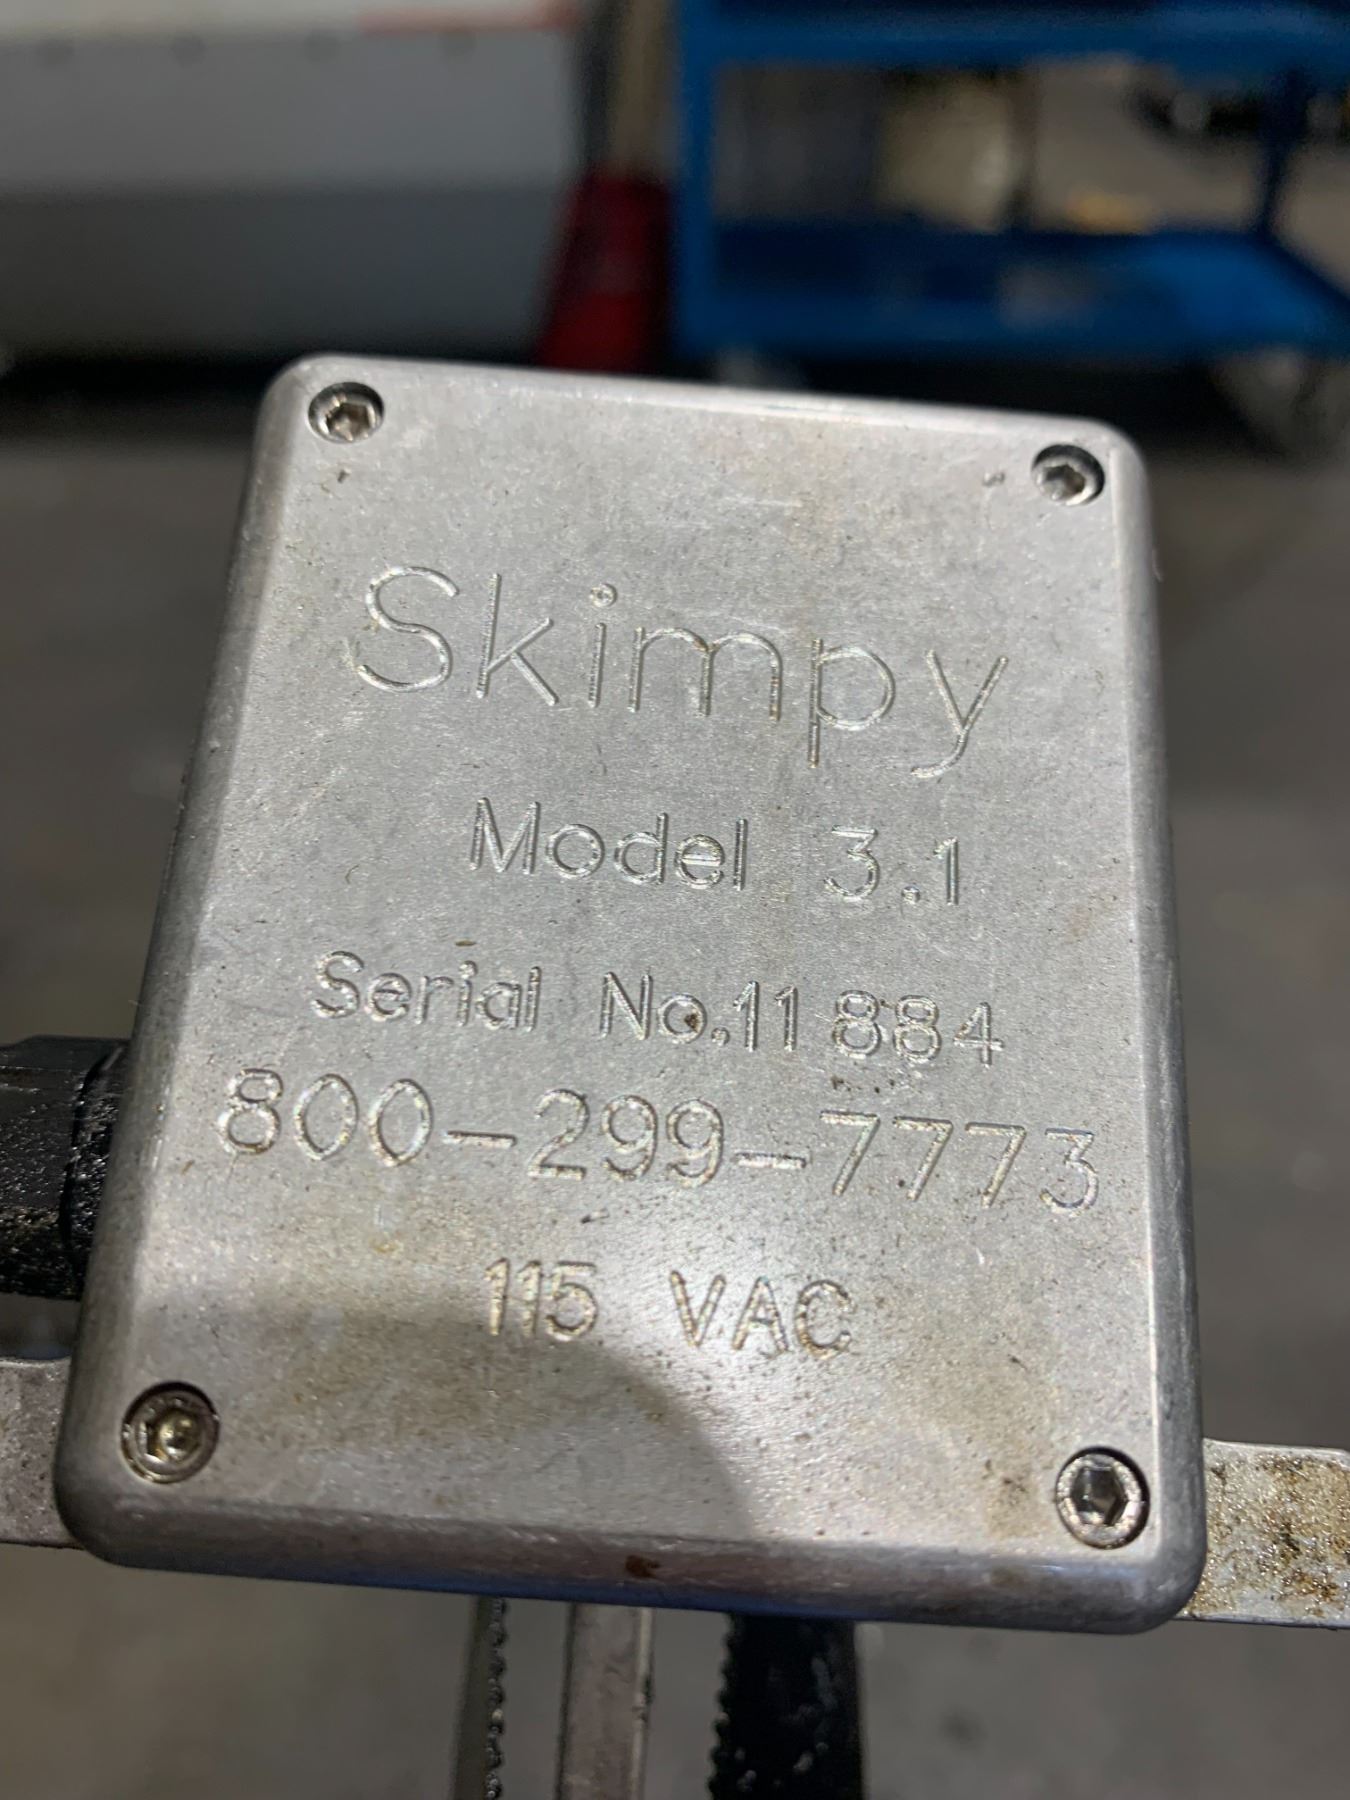 Skimpy
Model 3.1
Serial No.11884
800-299-7773
115 VAC